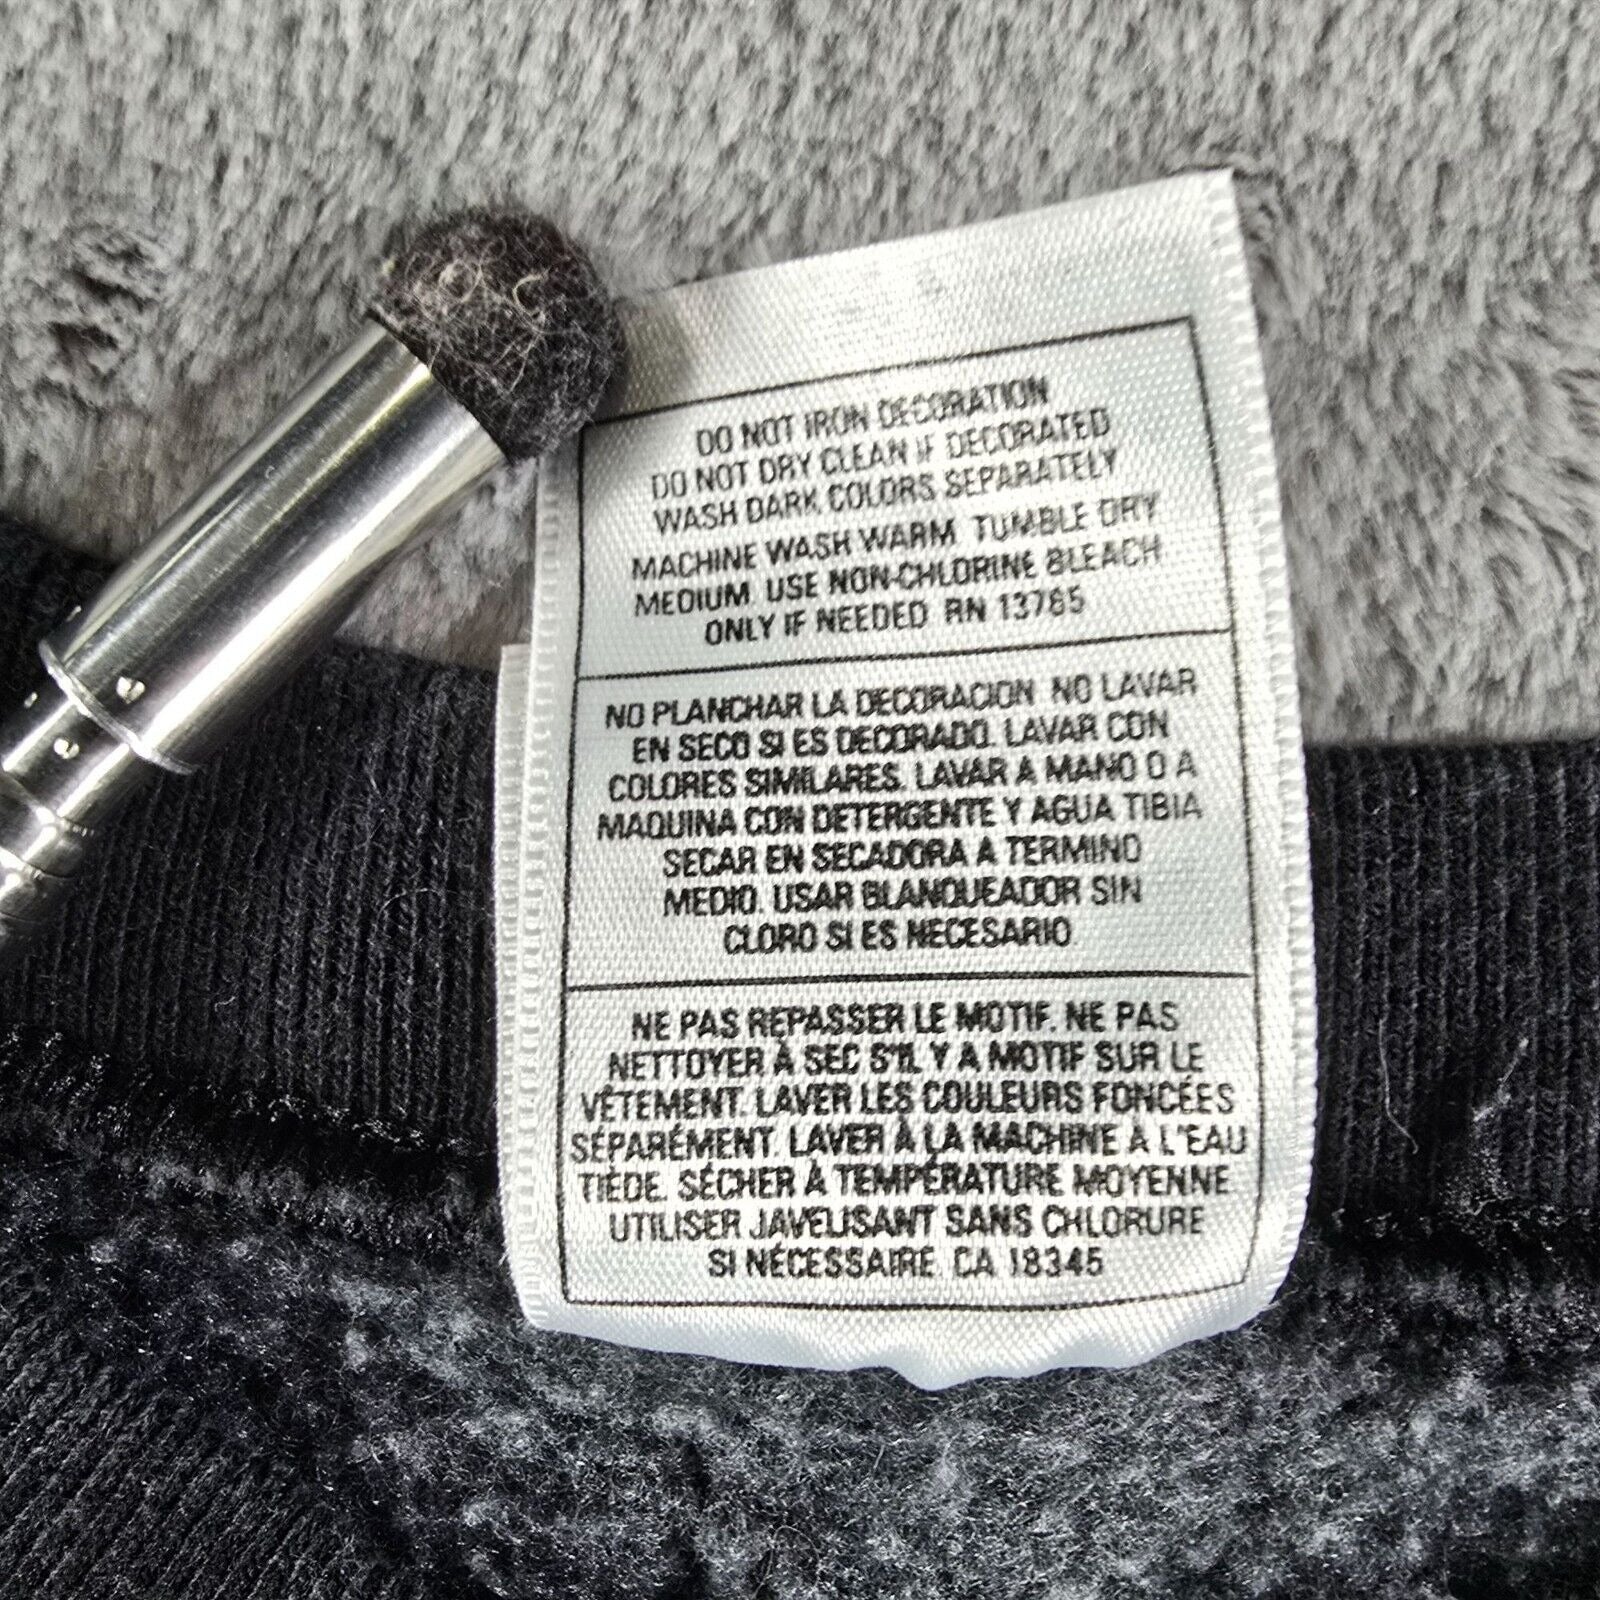 DO NOT IRON DECORATION
DO NOT DRY CLEAN IF DECORATED
WASH DARK COLORS SEPARATELY
MACHINE WASH WARM TUMBLE DRY
MEDIUM USE NON-CHLORINE BLEACH
ONLY IF NEEDED RN 13765
NO PLANCHAR LA DECORACION NO LAVAR
EN SECO SI ES DECORADO. LAVAR CON
COLORES SIMILARES. LAVAR A MANO O A
MAQUINA CON DETERGENTE Y AGUA TIBIA
SECAR EN SECADORA A TERMINO
MEDIO. USAR BLANQUEADOR SIN
CLORO SI ES NECESARIO
NE PAS REPASSER LE MOTIF. NE PAS
NETTOYER À SEC S'IL Y A MOTIF SUR LE
VÊTEMENT. LAVER LES COULEURS FONCÉES
SÉPARÉMENT. LAVER À LA MACHINE À L'EAU
TIÈDE. SÉCHER À TEMPÉRATURE MOYENNE
UTILISER JAVELISANT SANS CHLORURE
SI NÉCESSAIRE. CA 18345